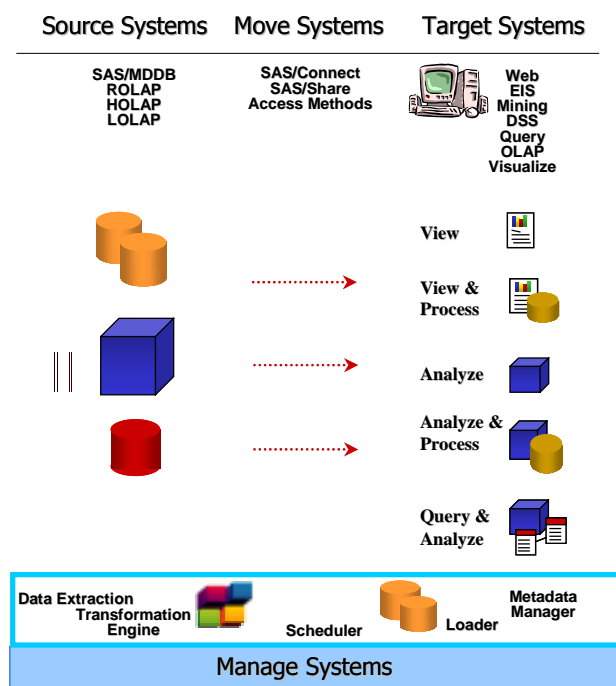 Source Systems
Move Systems
Target Systems
SAS/MDDB
ROLAP
HOLAP
LOLAP
SAS/Connect
SAS/Share
Access Methods
Web
EIS
Mining
DSS
Query
OLAP
Visualize
View
View &
Process
Analyze
Analyze &
Process
Query &
Analyze
Data Extraction
Transformation
Engine
Scheduler
Loader
Metadata
Manager
Manage Systems